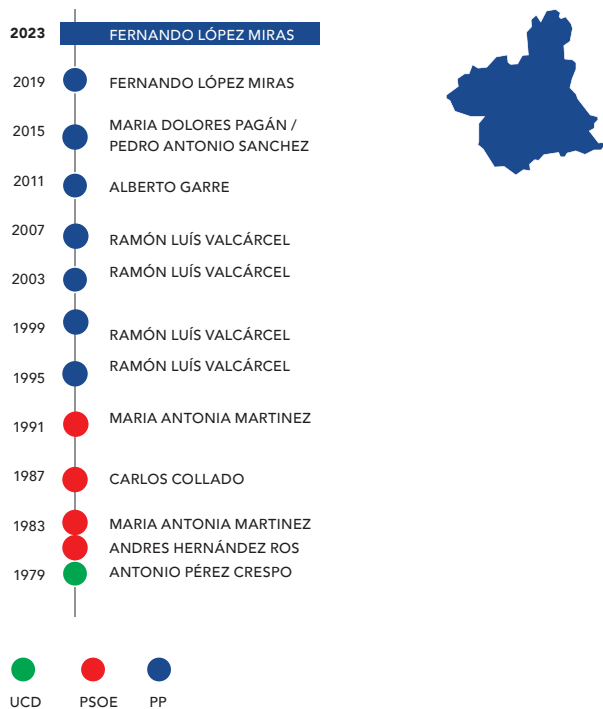 2023 FERNANDO LÓPEZ MIRAS
2019 FERNANDO LÓPEZ MIRAS
2015 MARIA DOLORES PAGÁN /
PEDRO ANTONIO SANCHEZ
2011 ALBERTO GARRE
2007 RAMÓN LUÍS VALCÁRCEL
2003 RAMÓN LUÍS VALCÁRCEL
1999 RAMÓN LUÍS VALCÁRCEL
1995 RAMÓN LUÍS VALCÁRCEL
1991 MARIA ANTONIA MARTINEZ
1987 CARLOS COLLADO
1983 MARIA ANTONIA MARTINEZ
ANDRES HERNÁNDEZ ROS
1979 ANTONIO PÉREZ CRESPO
UCD PSOE PP